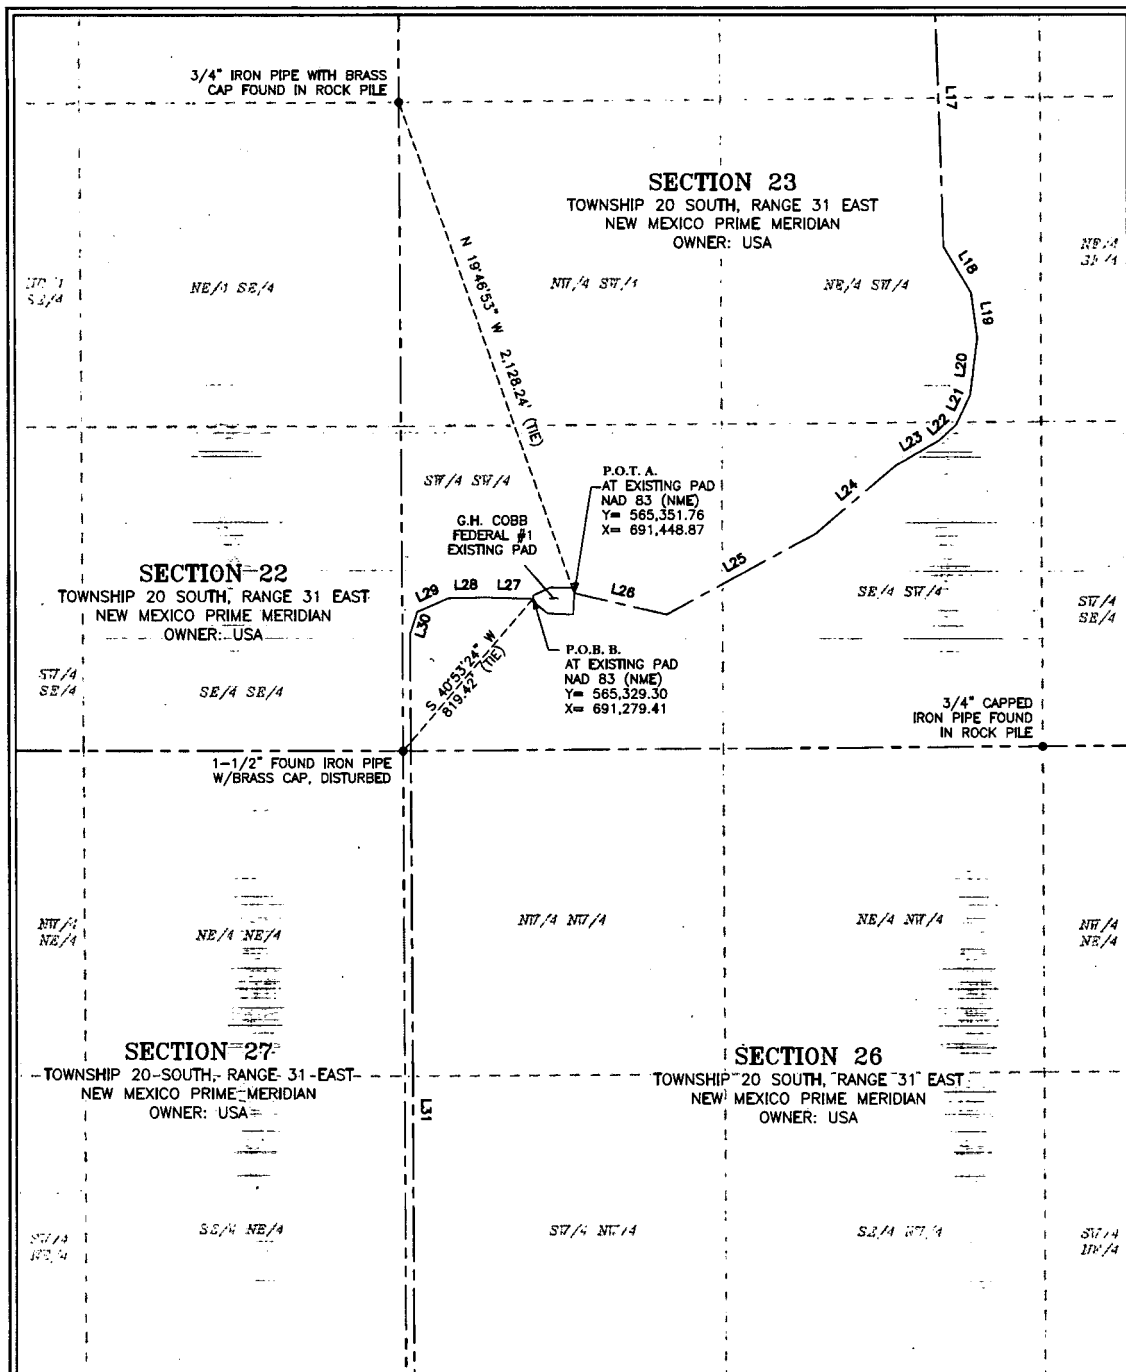 3/4" IRON PIPE WITH BRASS
CAP FOUND IN ROCK PILE
L17
SECTION 23
TOWNSHIP 20 SOUTH, RANGE 31 EAST
NEW MEXICO PRIME MERIDIAN
OWNER: USA
N 19°46'53" W 2,128.24' (TIE)
L18
NE/4
SE/4
NE/4 SE/4
NW/4 SW/4
NE/4 SW/4
L19
L20
L21
L22
L23
L24
SW/4 SW/4
P.O.T. A.
AT EXISTING PAD
NAD 83 (NME)
Y= 565,351.76
X= 691,448.87
G.H. COBB
FEDERAL #1
EXISTING PAD
L25
SECTION 22
TOWNSHIP 20 SOUTH, RANGE 31 EAST
NEW MEXICO PRIME MERIDIAN
OWNER: USA
L29
L28
L27
L26
L30
SE/4 SW/4
SW/4
SE/4
S 40°53'24" W
819.42' (TIE)
P.O.B. B.
AT EXISTING PAD
NAD 83 (NME)
Y= 565,329.30
X= 691,279.41
SW/4
SE/4
SE/4 SE/4
3/4" CAPPED
IRON PIPE FOUND
IN ROCK PILE
1-1/2" FOUND IRON PIPE
W/BRASS CAP, DISTURBED
NW/4
NE/4
NE/4 NE/4
NW/4 NW/4
NE/4 NW/4
NW/4
NE/4
SECTION 27
TOWNSHIP 20 SOUTH, RANGE 31 EAST
NEW MEXICO PRIME MERIDIAN
OWNER: USA
L31
SECTION 26
TOWNSHIP 20 SOUTH, RANGE 31 EAST
NEW MEXICO PRIME MERIDIAN
OWNER: USA
SW/4
NE/4
SE/4 NE/4
SW/4 NW/4
SE/4 NW/4
SW/4
NE/4